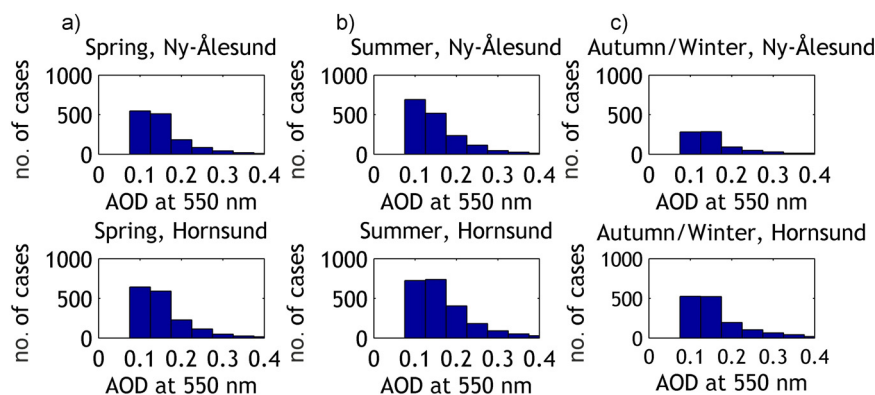 a)
Spring, Ny-Ålesund
1000
500
0
no. of cases
0 0.1 0.2 0.3 0.4
AOD at 550 nm
b)
Summer, Ny-Ålesund
1000
500
0
no. of cases
0 0.1 0.2 0.3 0.4
AOD at 550 nm
c)
Autumn/Winter, Ny-Ålesund
1000
500
0
no. of cases
0 0.1 0.2 0.3 0.4
AOD at 550 nm
Spring, Hornsund
1000
500
0
no. of cases
0 0.1 0.2 0.3 0.4
AOD at 550 nm
Summer, Hornsund
1000
500
0
no. of cases
0 0.1 0.2 0.3 0.4
AOD at 550 nm
Autumn/Winter, Hornsund
1000
500
0
no. of cases
0 0.1 0.2 0.3 0.4
AOD at 550 nm